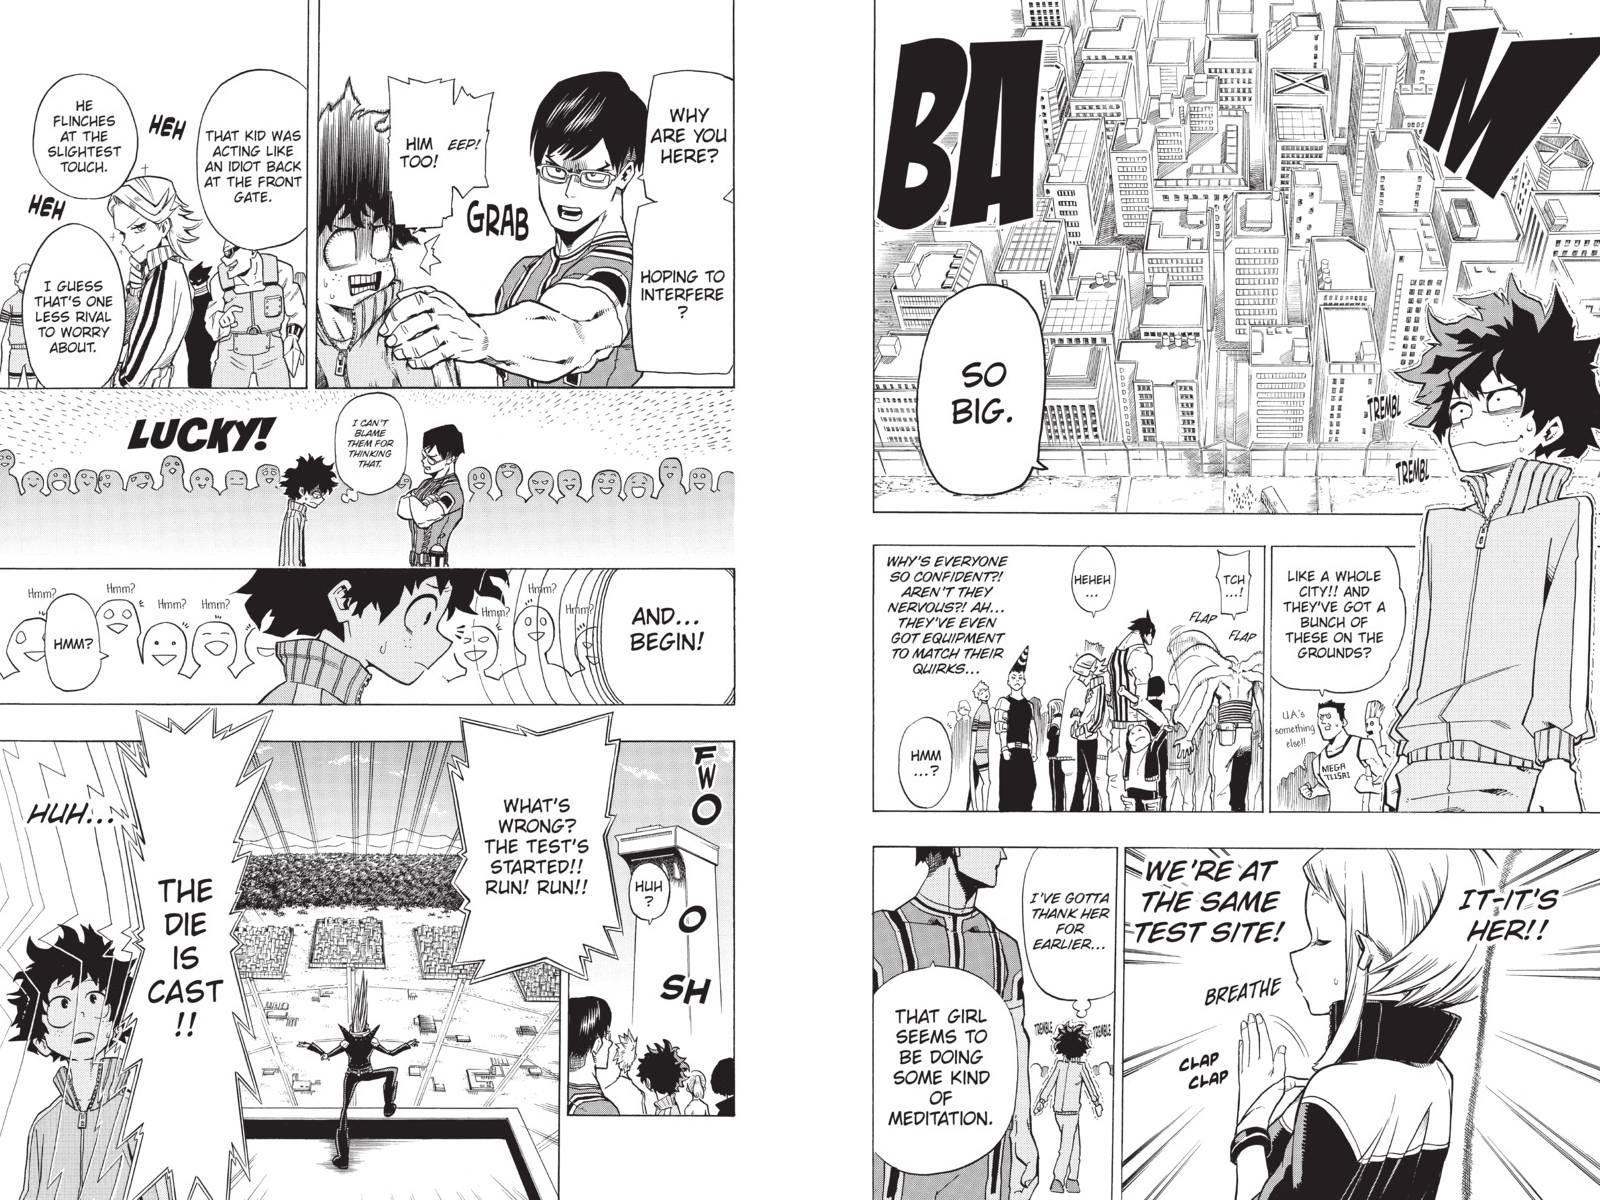 BAM
SO
BIG.
TREMBL
TREMBL
LIKE A WHOLE
CITY!! AND
THEY'VE GOT A
BUNCH OF
THESE ON THE
GROUNDS?
U.A.'s
something
else!!
MEGA
TCH
...!
FLAP
FLAP
HEHEH
...
WHY'S EVERYONE
SO CONFIDENT?!
AREN'T THEY
NERVOUS?! AH...
THEY'VE EVEN
GOT EQUIPMENT
TO MATCH THEIR
QUIRKS...
HMM
...?
IT-IT'S
HER!!
WE'RE AT
THE SAME
TEST SITE!
BREATHE
CLAP
CLAP
I'VE GOTTA
THANK HER
FOR
EARLIER...
TREMBLE
TREMBLE
THAT GIRL
SEEMS TO
BE DOING
SOME KIND
OF
MEDITATION.
WHY
ARE YOU
HERE?
HOPING TO
INTERFERE
?
GRAB
HIM
TOO!
EEP!
THAT KID WAS
ACTING LIKE
AN IDIOT BACK
AT THE FRONT
GATE.
HE
FLINCHES
AT THE
SLIGHTEST
TOUCH.
HEH
HEH
I GUESS
THAT'S ONE
LESS RIVAL
TO WORRY
ABOUT.
LUCKY!
I CAN'T
BLAME
THEM FOR
THINKING
THAT.
AND...
BEGIN!
Hmm?
Hmm?
Hmm?
Hmm?
Hmm?
Hmm?
Hmm?
HMM?
FWOO
SH
HUH
?
WHAT'S
WRONG?
THE TEST'S
STARTED!!
RUN! RUN!!
THE
DIE
IS
CAST
!!
HUH...